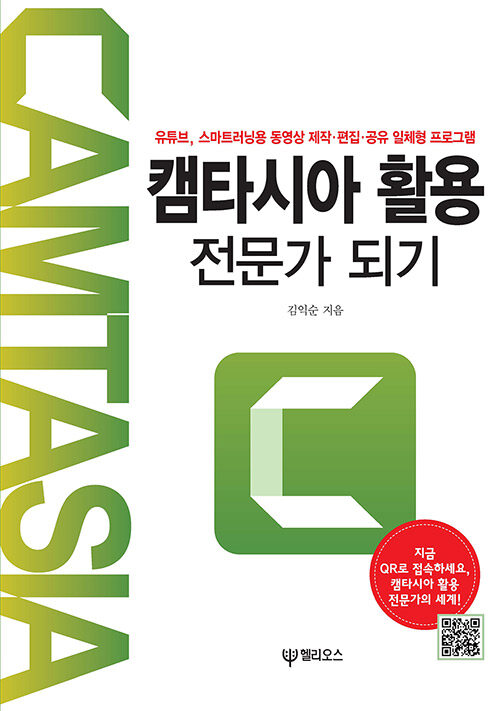 CAMTASIA
유튜브, 스마트러닝용 동영상 제작·편집·공유 일체형 프로그램
캠타시아 활용
전문가 되기
김익순 지음
지금
QR로 접속하세요,
캠타시아 활용
전문가의 세계!
헬리오스